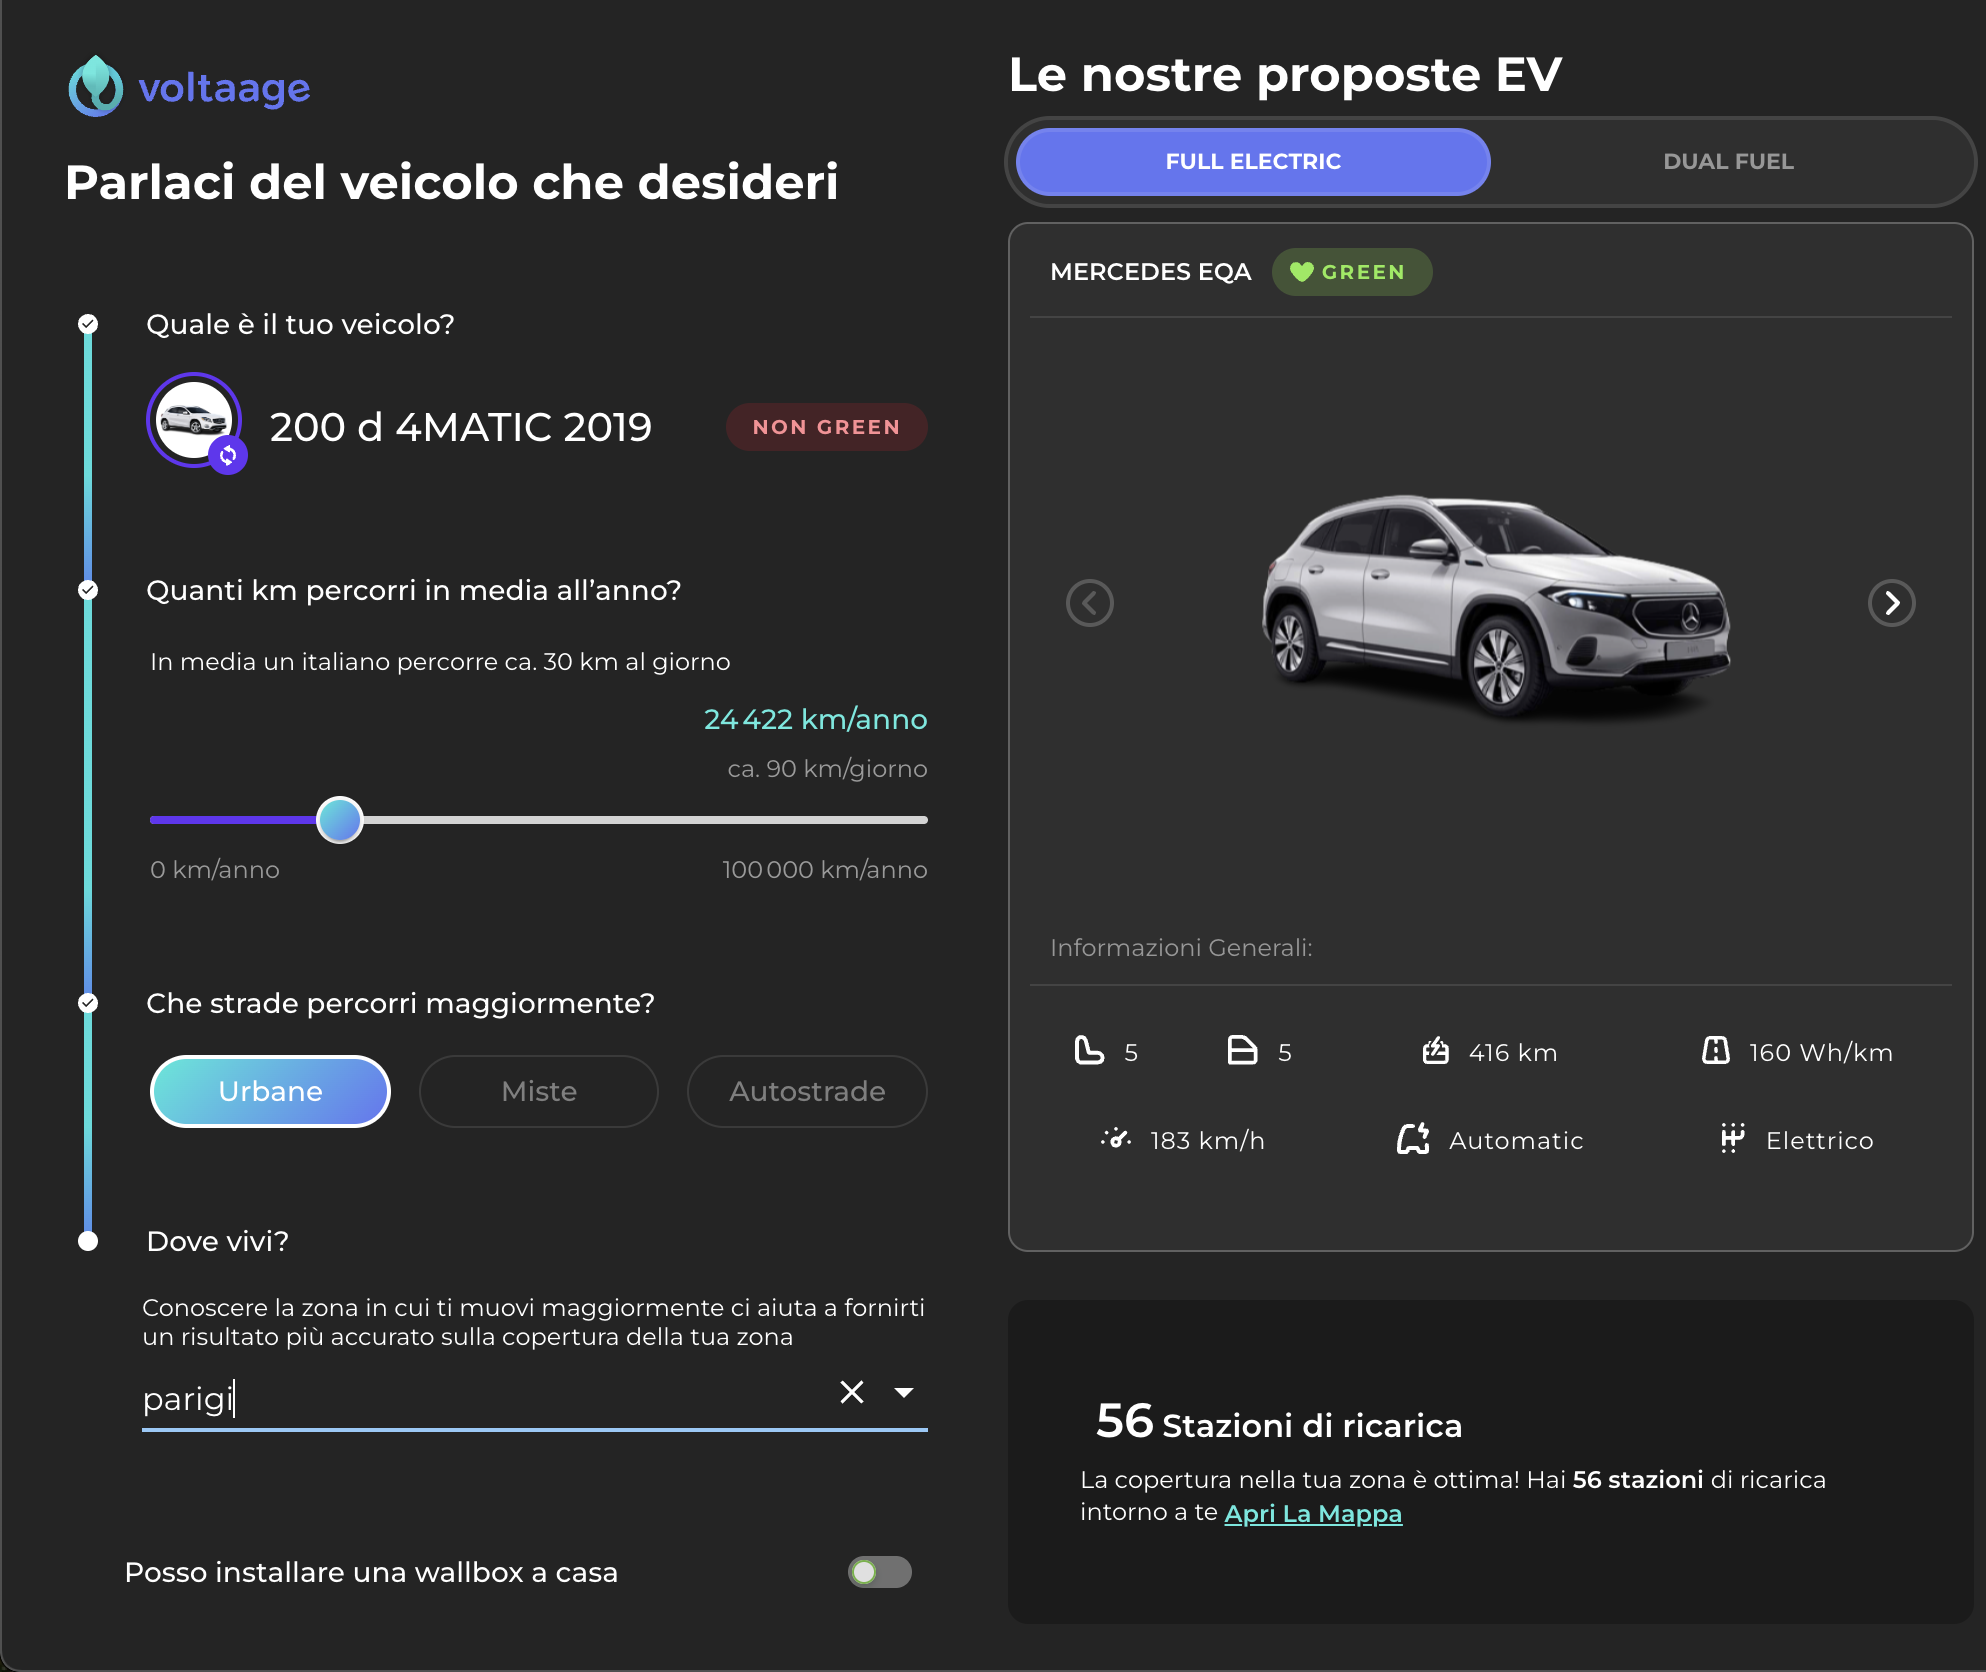 voltaage
Parlaci del veicolo che desideri
Quale è il tuo veicolo?
200 d 4MATIC 2019
NON GREEN
Quanti km percorri in media all’anno?
In media un italiano percorre ca. 30 km al giorno
24 422 km/anno
ca. 90 km/giorno
0 km/anno
100 000 km/anno
Che strade percorri maggiormente?
Urbane
Miste
Autostrade
Dove vivi?
Conoscere la zona in cui ti muovi maggiormente ci aiuta a fornirti
un risultato più accurato sulla copertura della tua zona
parigi
Posso installare una wallbox a casa
Le nostre proposte EV
FULL ELECTRIC
DUAL FUEL
MERCEDES EQA
GREEN
Informazioni Generali:
5
5
416 km
160 Wh/km
183 km/h
Automatic
Elettrico
56 Stazioni di ricarica
La copertura nella tua zona è ottima! Hai 56 stazioni di ricarica
intorno a te Apri La Mappa